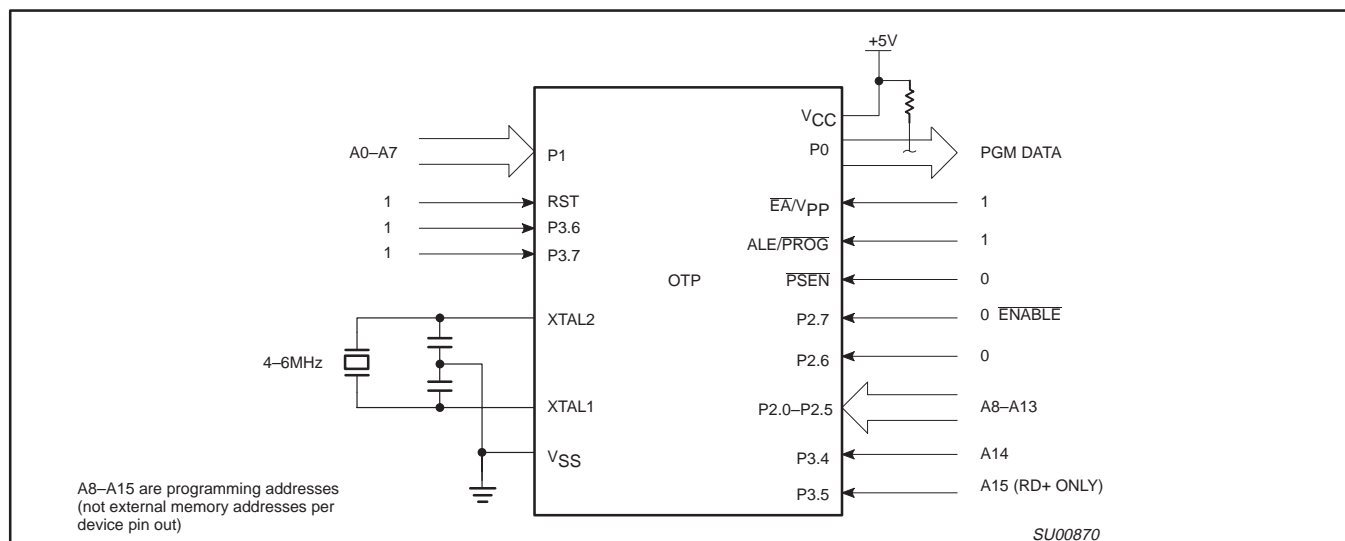 +5V
VCC
P0
PGM DATA
A0–A7
P1
1
RST
EA/VPP
1
1
P3.6
ALE/PROG
1
1
P3.7
OTP
PSEN
0
XTAL2
P2.7
0 ENABLE
4–6MHz
P2.6
0
XTAL1
P2.0–P2.5
A8–A13
VSS
P3.4
A14
P3.5
A15 (RD+ ONLY)
A8–A15 are programming addresses
(not external memory addresses per
device pin out)
SU00870